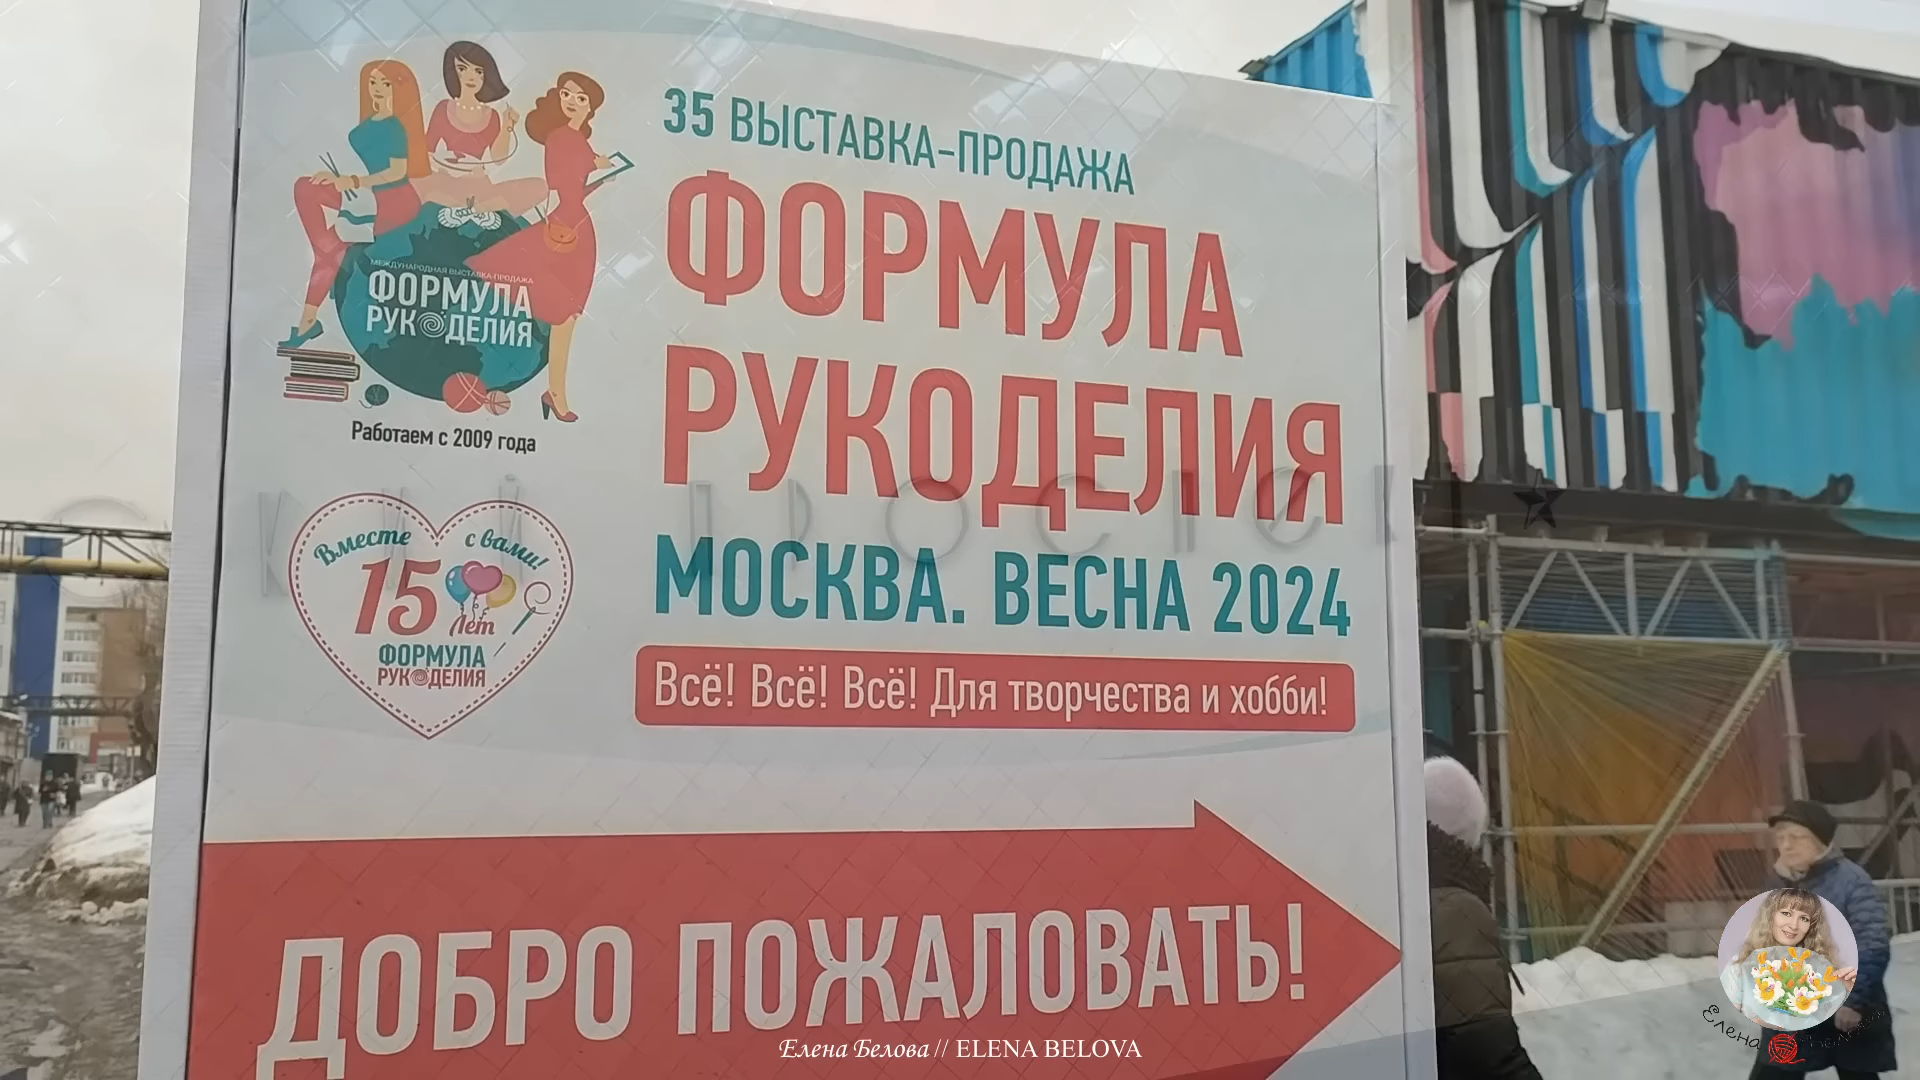 35 ВЫСТАВКА-ПРОДАЖА
ФОРМУЛА
РУКОДЕЛИЯ
МОСКВА. ВЕСНА 2024
Всё! Всё! Всё! Для творчества и хобби!
МЕЖДУНАРОДНАЯ ВЫСТАВКА-ПРОДАЖА
ФОРМУЛА
РУКОДЕЛИЯ
Работаем с 2009 года
Вместе с вами!
15
Лет
ФОРМУЛА
РУКОДЕЛИЯ
ДОБРО ПОЖАЛОВАТЬ!
Елена Белова // ELENA BELOVA
Елена